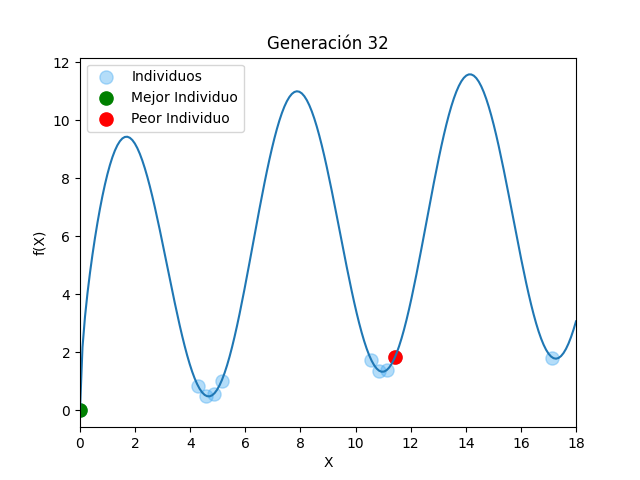 Generación 32
Individuos
Mejor Individuo
Peor Individuo
12
10
8
6
4
2
0
f(X)
0 2 4 6 8 10 12 14 16 18
X